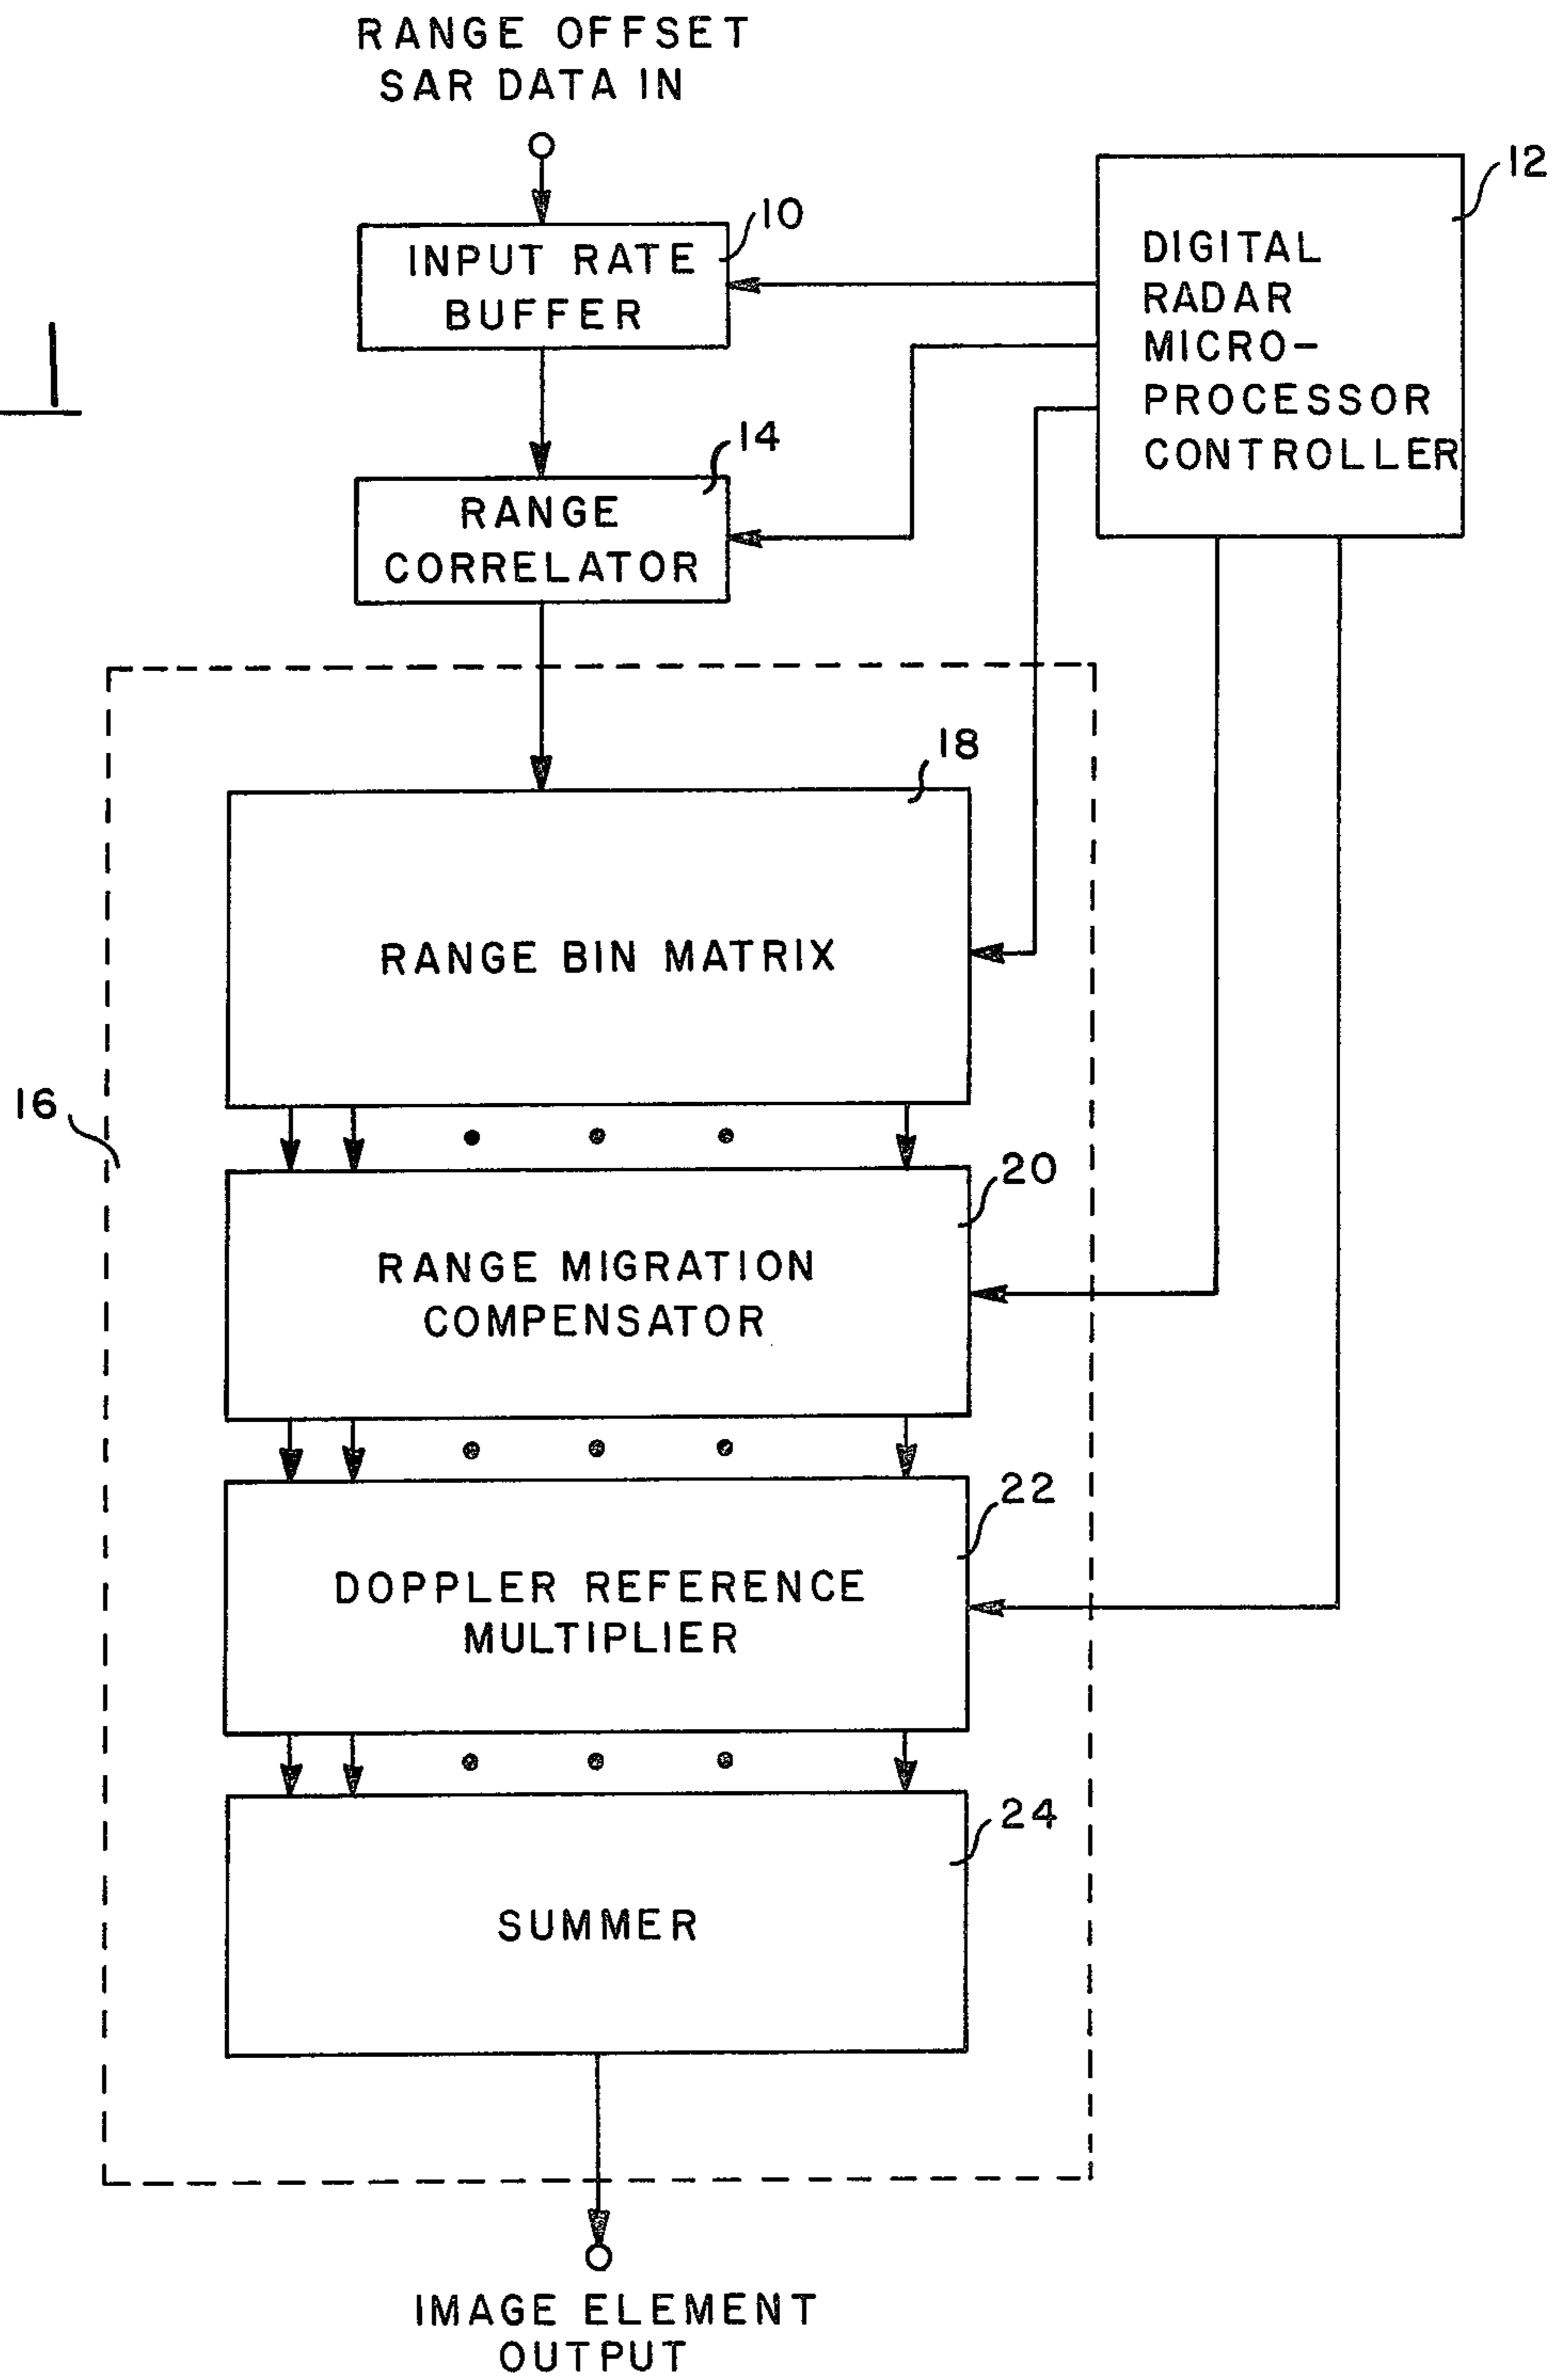 RANGE OFFSET
SAR DATA IN
12
10
INPUT RATE
BUFFER
DIGITAL
RADAR
MICRO-
PROCESSOR
CONTROLLER
1
14
RANGE
CORRELATOR
18
RANGE BIN MATRIX
16
20
RANGE MIGRATION
COMPENSATOR
22
DOPPLER REFERENCE
MULTIPLIER
24
SUMMER
IMAGE ELEMENT
OUTPUT